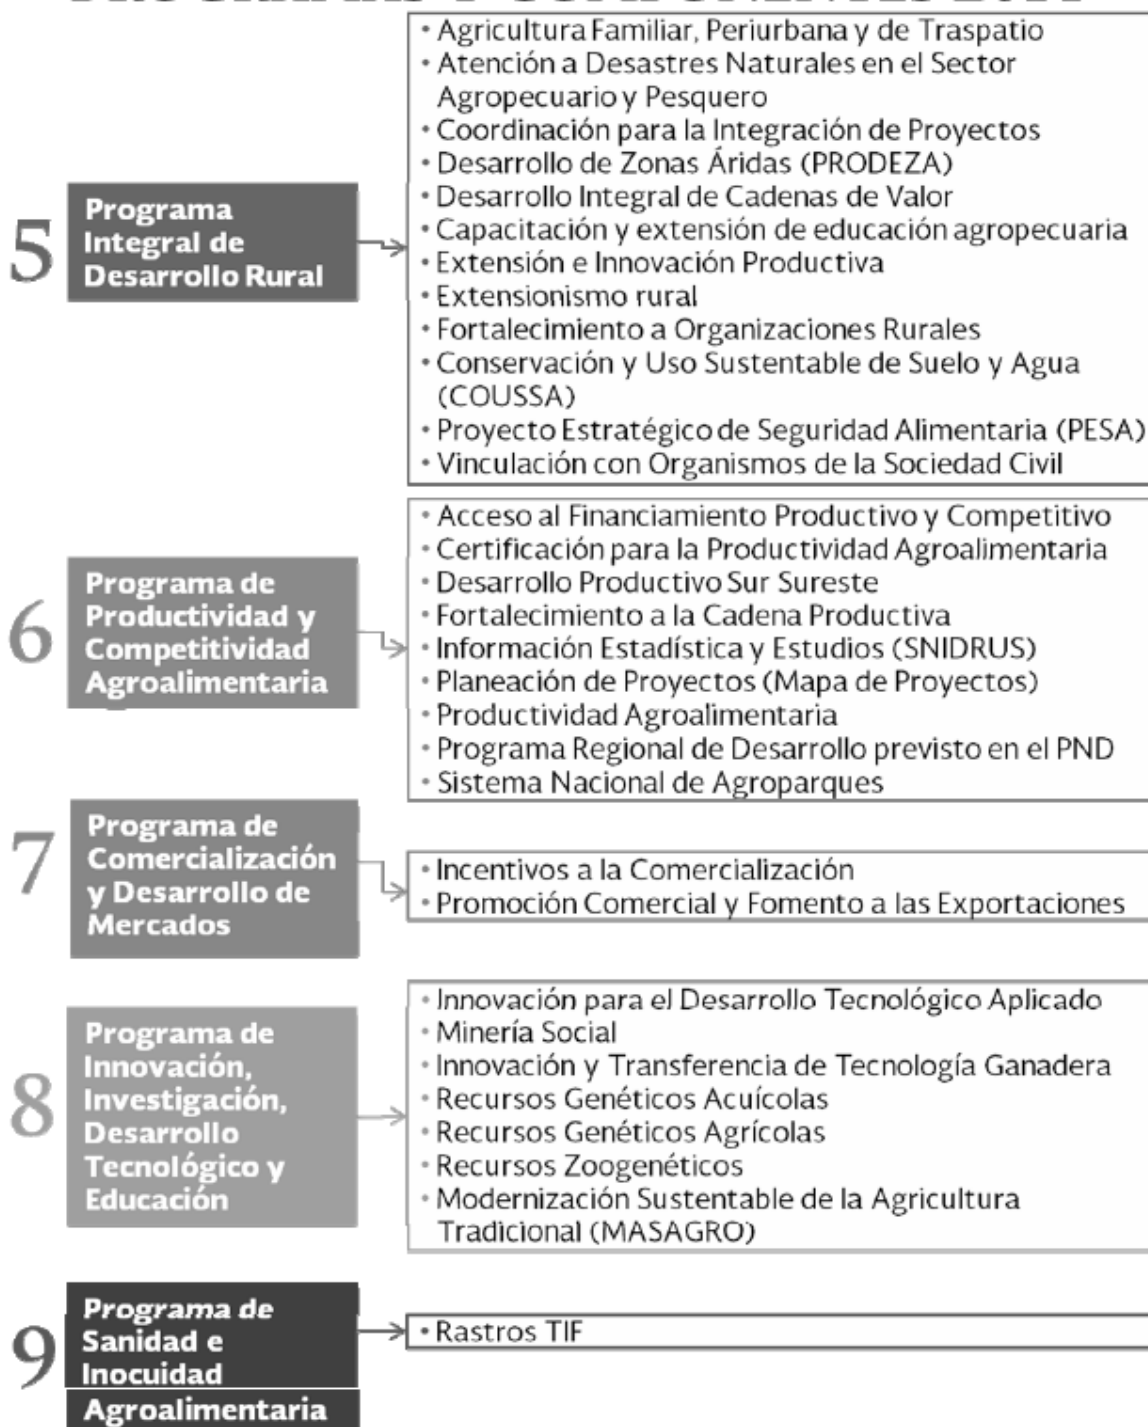 5
Programa
Integral de
Desarrollo Rural
• Agricultura Familiar, Periurbana y de Traspatio
• Atención a Desastres Naturales en el Sector
Agropecuario y Pesquero
• Coordinación para la Integración de Proyectos
• Desarrollo de Zonas Áridas (PRODEZA)
• Desarrollo Integral de Cadenas de Valor
• Capacitación y extensión de educación agropecuaria
• Extensión e Innovación Productiva
• Extensionismo rural
• Fortalecimiento a Organizaciones Rurales
• Conservación y Uso Sustentable de Suelo y Agua
(COUSSA)
• Proyecto Estratégico de Seguridad Alimentaria (PESA)
• Vinculación con Organismos de la Sociedad Civil
6
Programa de
Productividad y
Competitividad
Agroalimentaria
• Acceso al Financiamiento Productivo y Competitivo
• Certificación para la Productividad Agroalimentaria
• Desarrollo Productivo Sur Sureste
• Fortalecimiento a la Cadena Productiva
• Información Estadística y Estudios (SNIDRUS)
• Planeación de Proyectos (Mapa de Proyectos)
• Productividad Agroalimentaria
• Programa Regional de Desarrollo previsto en el PND
• Sistema Nacional de Agroparques
7
Programa de
Comercialización
y Desarrollo de
Mercados
• Incentivos a la Comercialización
• Promoción Comercial y Fomento a las Exportaciones
8
Programa de
Innovación,
Investigación,
Desarrollo
Tecnológico y
Educación
• Innovación para el Desarrollo Tecnológico Aplicado
• Minería Social
• Innovación y Transferencia de Tecnología Ganadera
• Recursos Genéticos Acuícolas
• Recursos Genéticos Agrícolas
• Recursos Zoogenéticos
• Modernización Sustentable de la Agricultura
Tradicional (MASAGRO)
9
Programa de
Sanidad e
Inocuidad
Agroalimentaria
• Rastros TIF